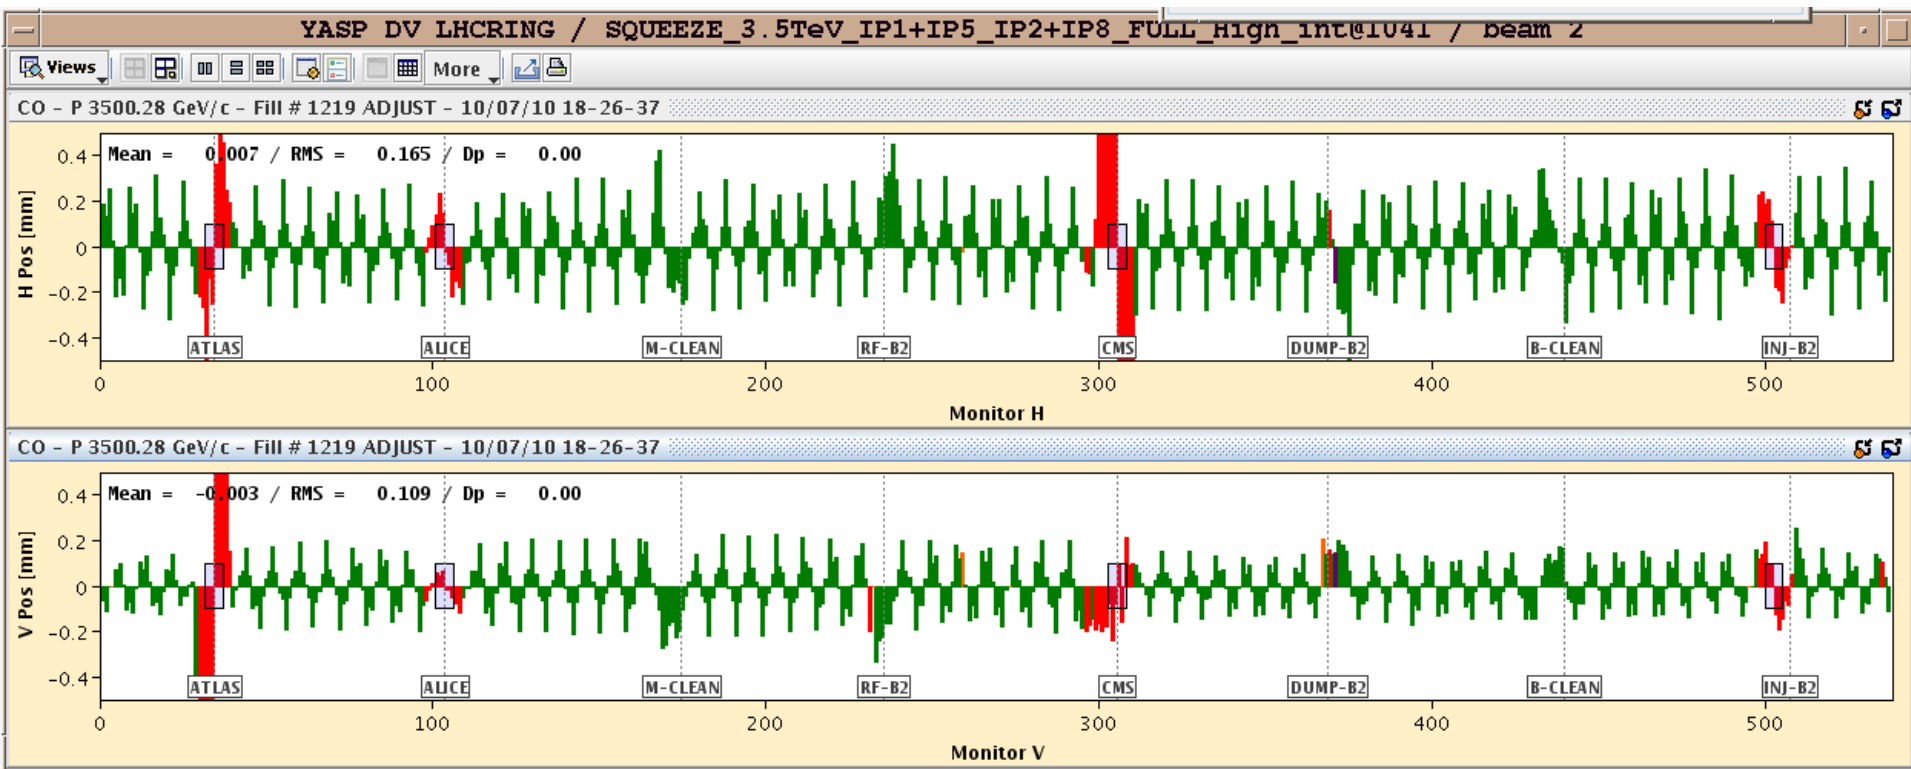 YASP DV LHCRING / SQUEEZE_3.5TeV_IP1+IP5_IP2+IP8_FULL_High_int@1041 / beam 2
Views More
CO - P 3500.28 GeV/c - Fill # 1219 ADJUST - 10/07/10 18-26-37
Mean = 0.007 / RMS = 0.165 / Dp = 0.00
H Pos [mm]
0.4
0.2
0
-0.2
-0.4
ATLAS ALICE M-CLEAN RF-B2 CMS DUMP-B2 B-CLEAN INJ-B2
0 100 200 300 400 500
Monitor H
CO - P 3500.28 GeV/c - Fill # 1219 ADJUST - 10/07/10 18-26-37
Mean = -0.003 / RMS = 0.109 / Dp = 0.00
V Pos [mm]
0.4
0.2
0
-0.2
-0.4
ATLAS ALICE M-CLEAN RF-B2 CMS DUMP-B2 B-CLEAN INJ-B2
0 100 200 300 400 500
Monitor V